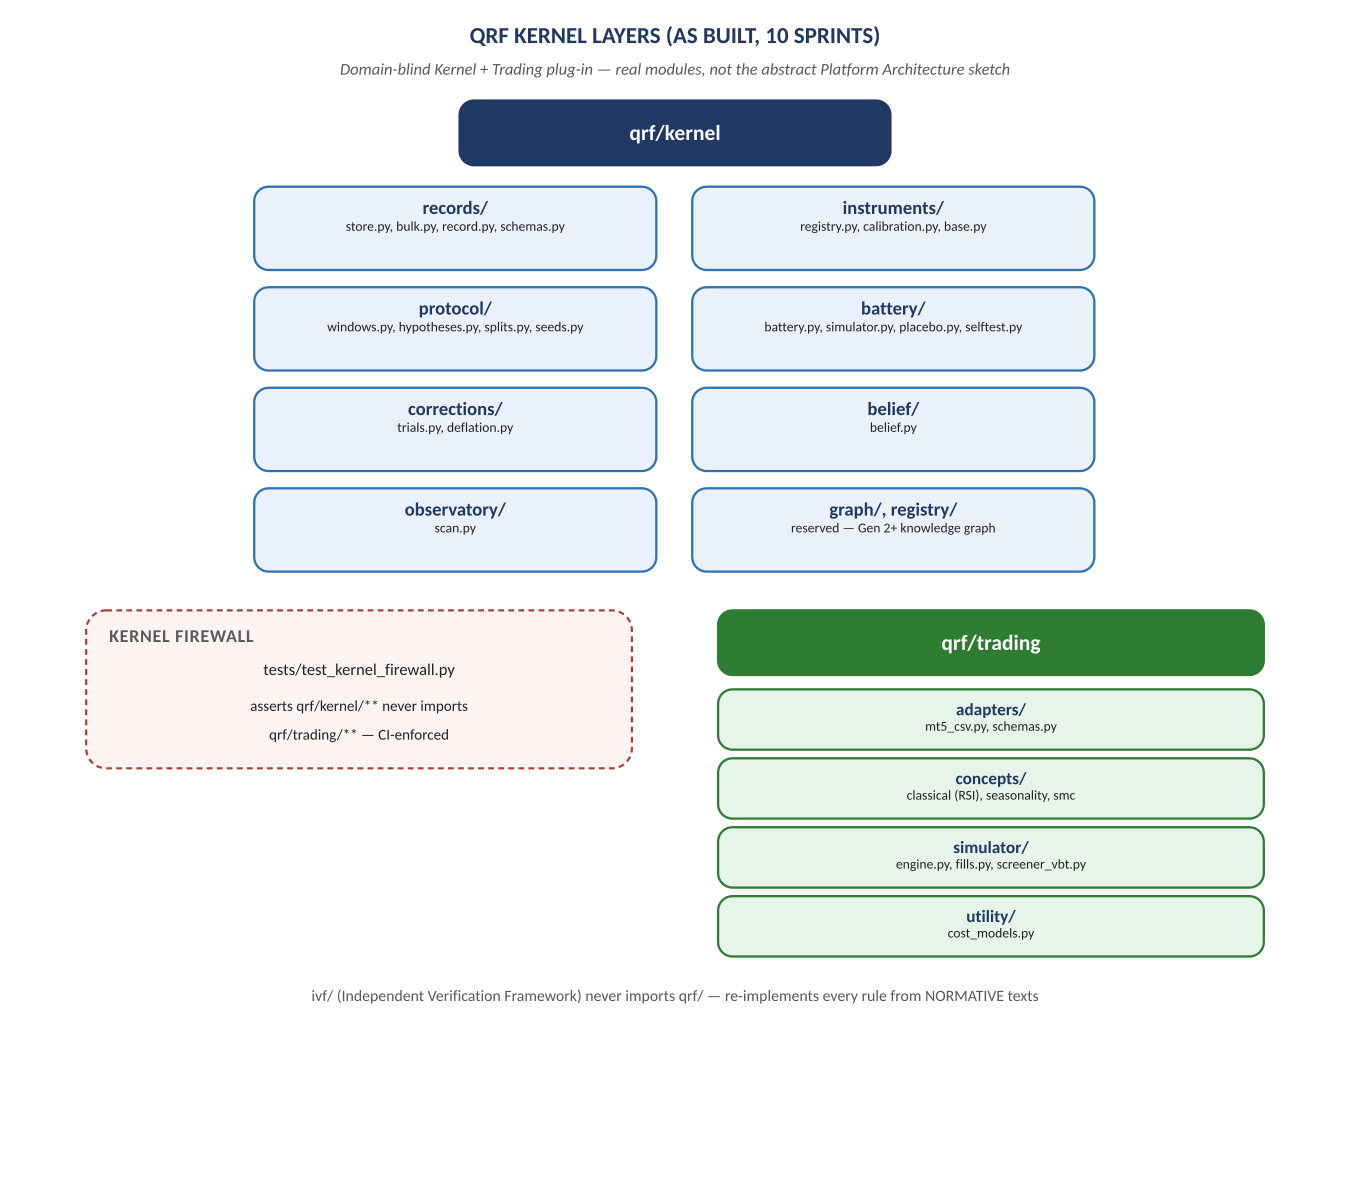 QRF KERNEL LAYERS (AS BUILT, 10 SPRINTS)
Domain-blind Kernel + Trading plug-in — real modules, not the abstract Platform Architecture sketch
qrf/kernel
records/
store.py, bulk.py, record.py, schemas.py
instruments/
registry.py, calibration.py, base.py
protocol/
windows.py, hypotheses.py, splits.py, seeds.py
battery/
battery.py, simulator.py, placebo.py, selftest.py
corrections/
trials.py, deflation.py
belief/
belief.py
observatory/
scan.py
graph/, registry/
reserved — Gen 2+ knowledge graph
KERNEL FIREWALL
tests/test_kernel_firewall.py
asserts qrf/kernel/** never imports
qrf/trading/** — CI-enforced
qrf/trading
adapters/
mt5_csv.py, schemas.py
concepts/
classical (RSI), seasonality, smc
simulator/
engine.py, fills.py, screener_vbt.py
utility/
cost_models.py
ivf/ (Independent Verification Framework) never imports qrf/ — re-implements every rule from NORMATIVE texts